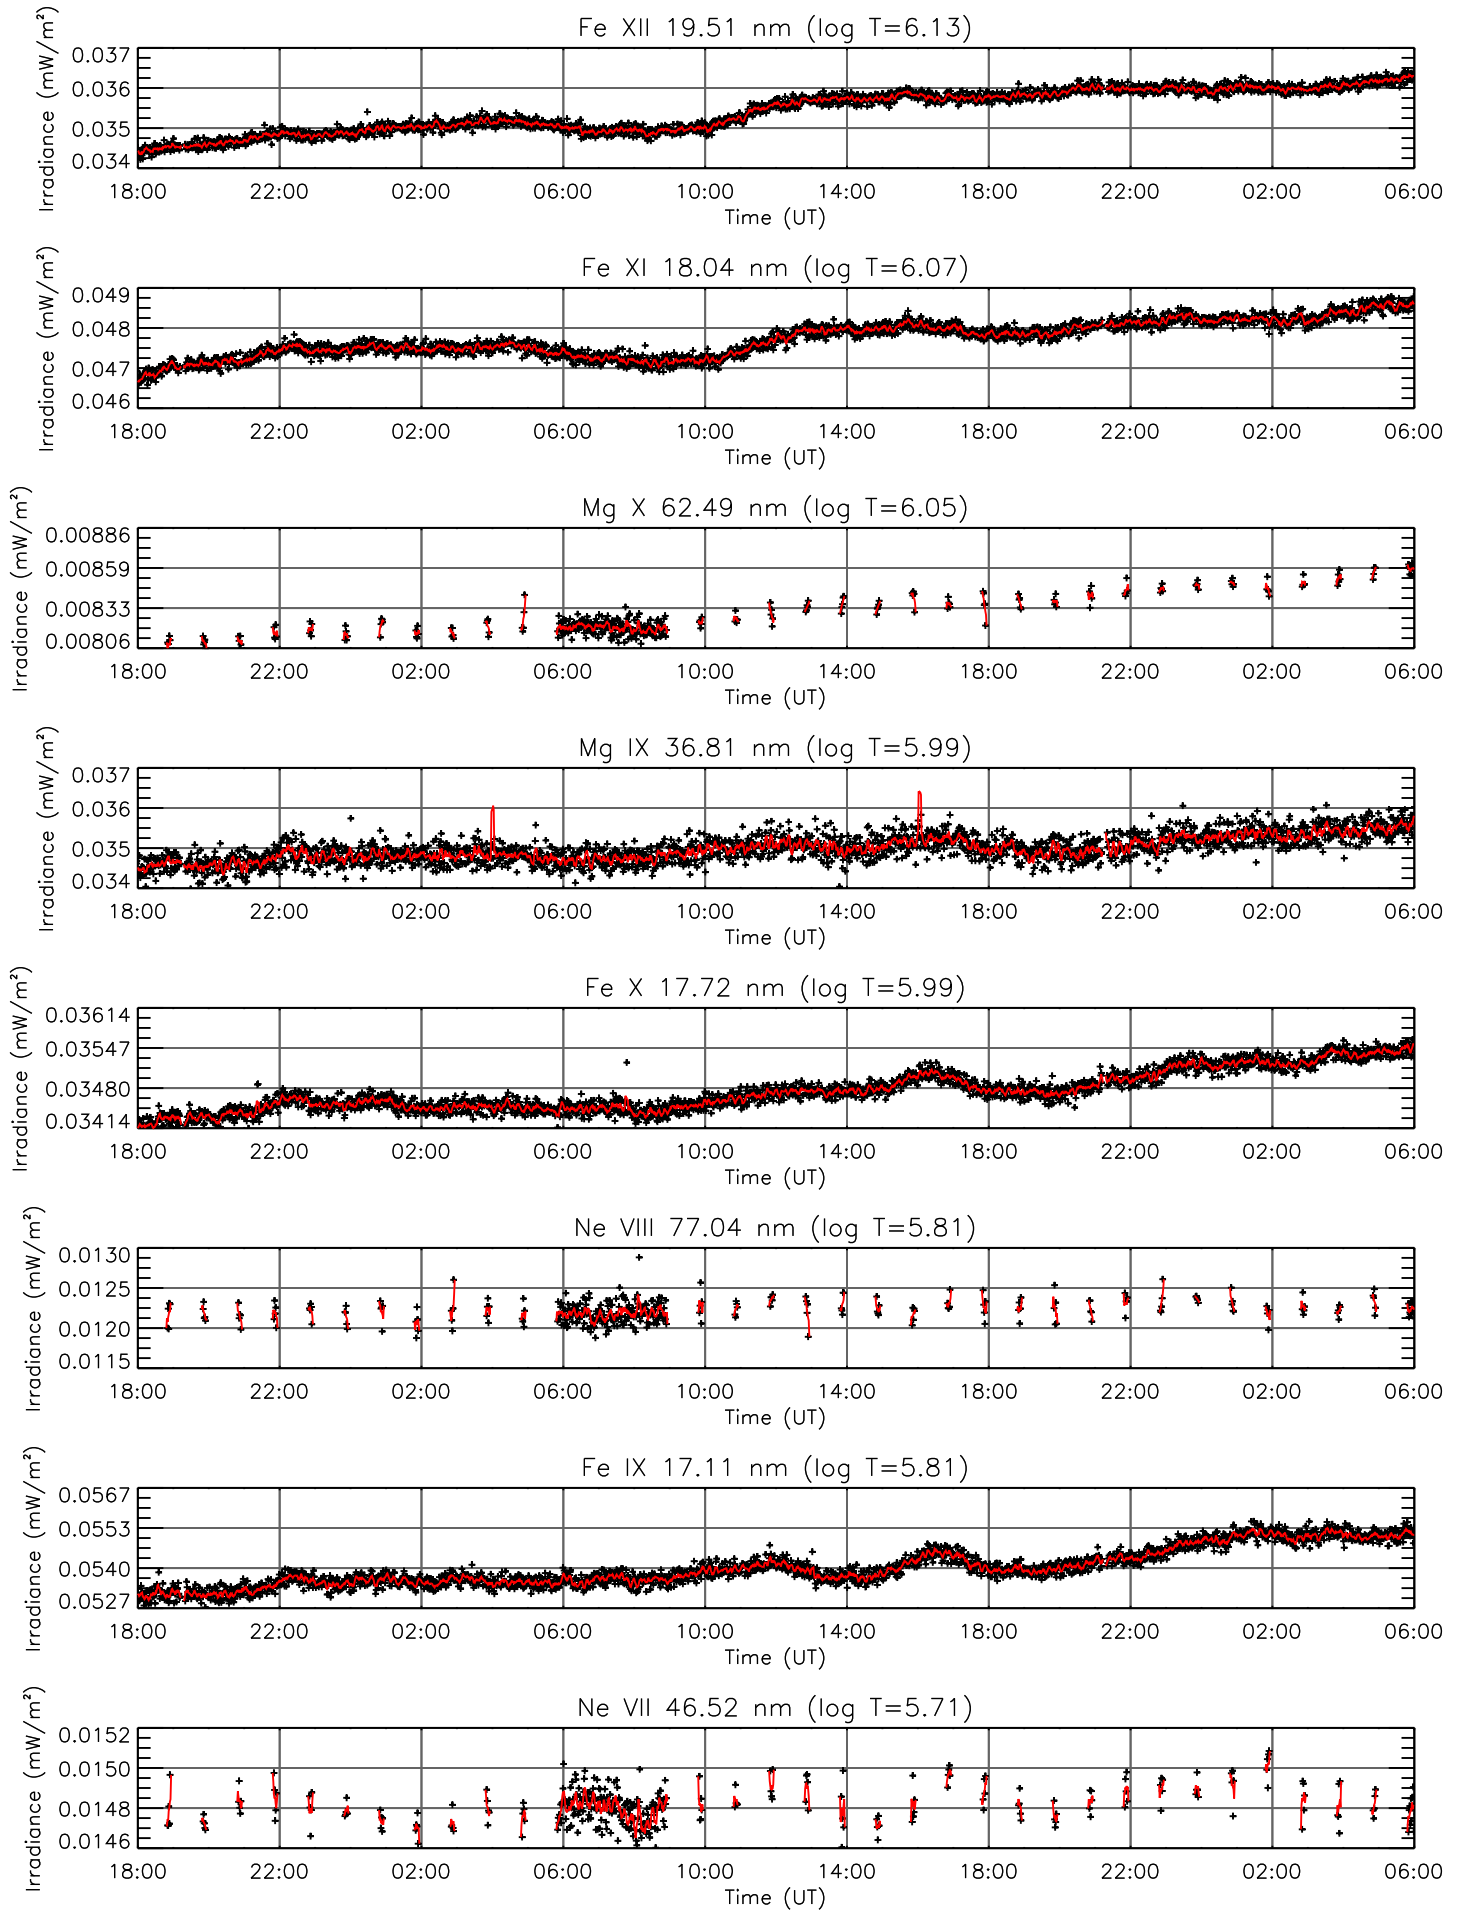 Fe XII 19.51 nm (log T=6.13)
Irradiance (mW/m²)
0.037
0.036
0.035
0.034
18:00 22:00 02:00 06:00 10:00 14:00 18:00 22:00 02:00 06:00
Time (UT)
Fe XI 18.04 nm (log T=6.07)
Irradiance (mW/m²)
0.049
0.048
0.047
0.046
18:00 22:00 02:00 06:00 10:00 14:00 18:00 22:00 02:00 06:00
Time (UT)
Mg X 62.49 nm (log T=6.05)
Irradiance (mW/m²)
0.00886
0.00859
0.00833
0.00806
18:00 22:00 02:00 06:00 10:00 14:00 18:00 22:00 02:00 06:00
Time (UT)
Mg IX 36.81 nm (log T=5.99)
Irradiance (mW/m²)
0.037
0.036
0.035
0.034
18:00 22:00 02:00 06:00 10:00 14:00 18:00 22:00 02:00 06:00
Time (UT)
Fe X 17.72 nm (log T=5.99)
Irradiance (mW/m²)
0.03614
0.03547
0.03480
0.03414
18:00 22:00 02:00 06:00 10:00 14:00 18:00 22:00 02:00 06:00
Time (UT)
Ne VIII 77.04 nm (log T=5.81)
Irradiance (mW/m²)
0.0130
0.0125
0.0120
0.0115
18:00 22:00 02:00 06:00 10:00 14:00 18:00 22:00 02:00 06:00
Time (UT)
Fe IX 17.11 nm (log T=5.81)
Irradiance (mW/m²)
0.0567
0.0553
0.0540
0.0527
18:00 22:00 02:00 06:00 10:00 14:00 18:00 22:00 02:00 06:00
Time (UT)
Ne VII 46.52 nm (log T=5.71)
Irradiance (mW/m²)
0.0152
0.0150
0.0148
0.0146
18:00 22:00 02:00 06:00 10:00 14:00 18:00 22:00 02:00 06:00
Time (UT)